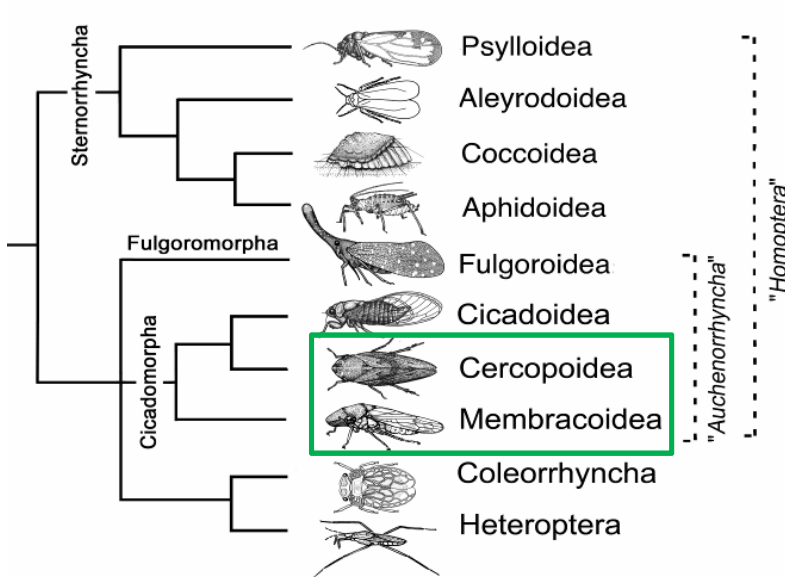 Sternorrhyncha
Psylloidea
Aleyrodoidea
Coccoidea
Aphidoidea
Fulgoromorpha
Fulgoroidea
Cicadomorpha
Cicadoidea
Cercopoidea
Membracoidea
Coleorrhyncha
Heteroptera
"Auchenorrhyncha"
"Homoptera"